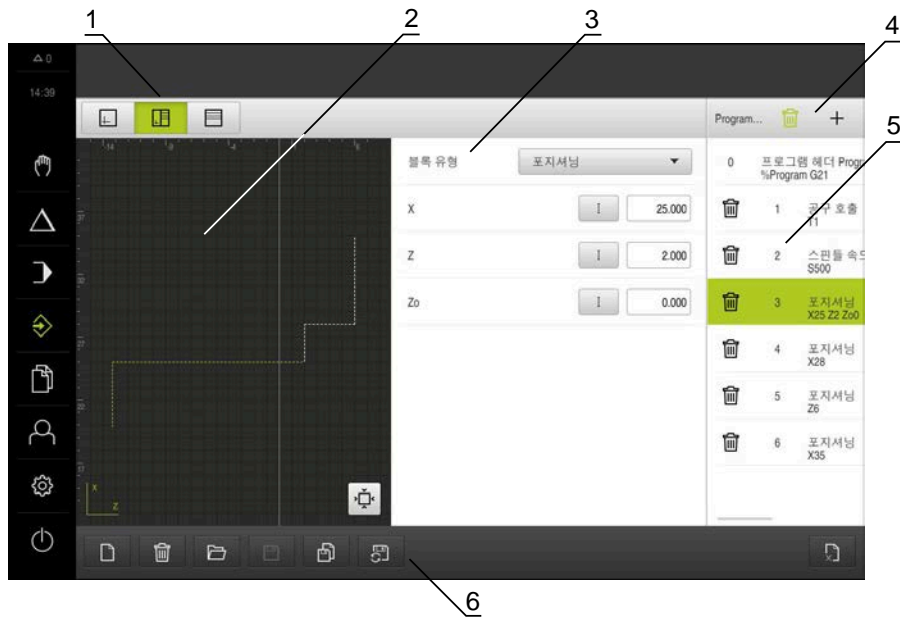 1 2 3 4
△ 0
14:39
Program... +
5
블록 유형 포지셔닝
X I 25.000
Z I 2.000
Zo I 0.000
0 프로그램 헤더 Progr
%Program G21
1 공구 호출
T1
2 스핀들 속도
S500
3 포지셔닝
X25 Z2 Zo0
4 포지셔닝
X28
5 포지셔닝
Z6
6 포지셔닝
X35
X
Z
6